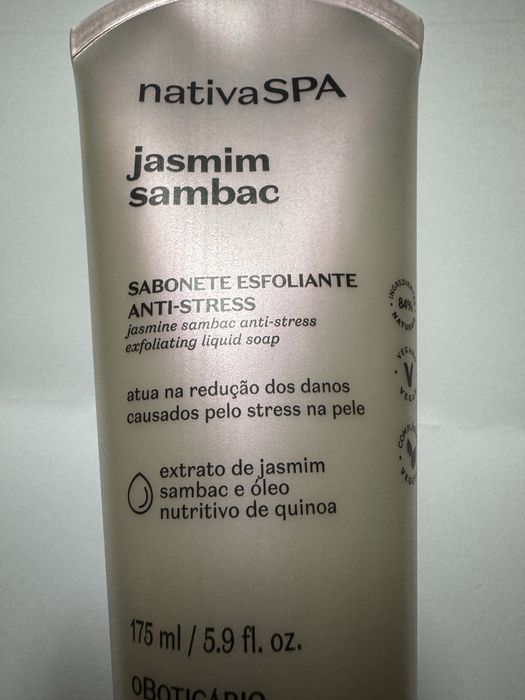 nativaSPA
jasmim
sambac
SABONETE ESFOLIANTE
ANTI-STRESS
jasmine sambac anti-stress
exfoliating liquid soap
atua na redução dos danos
causados pelo stress na pele
extrato de jasmim
sambac e óleo
nutritivo de quinoa
175 ml / 5.9 fl. oz.
oBOTICÁRIO
84%